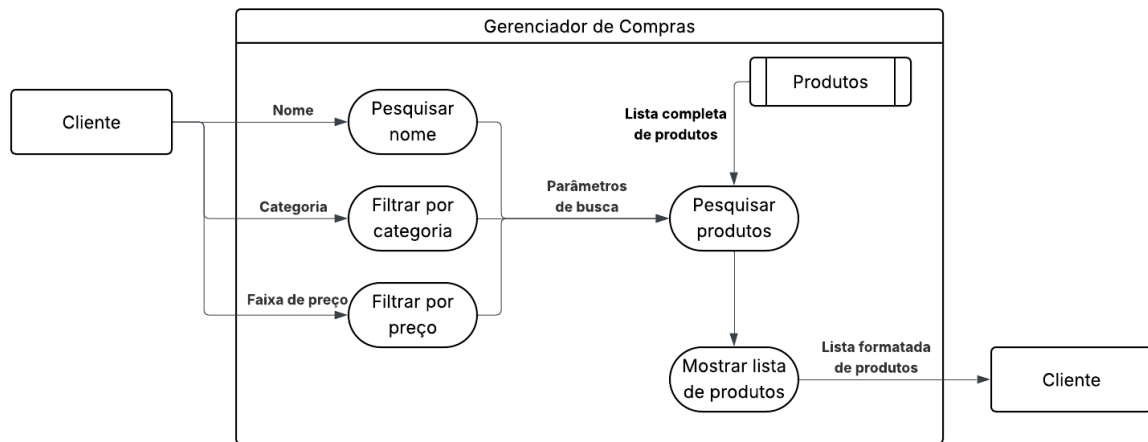 Gerenciador de Compras
Cliente
Nome
Pesquisar
nome
Categoria
Filtrar por
categoria
Faixa de preço
Filtrar por
preço
Parâmetros
de busca
Produtos
Lista completa
de produtos
Pesquisar
produtos
Mostrar lista
de produtos
Lista formatada
de produtos
Cliente